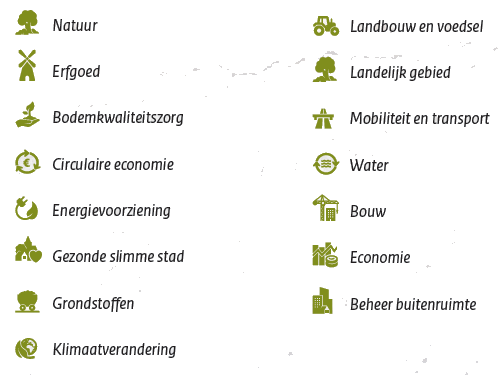 Natuur
Erfgoed
Bodemkwaliteitszorg
Circulaire economie
Energievoorziening
Gezonde slimme stad
Grondstoffen
Klimaatverandering
Landbouw en voedsel
Landelijk gebied
Mobiliteit en transport
Water
Bouw
Economie
Beheer buitenruimte